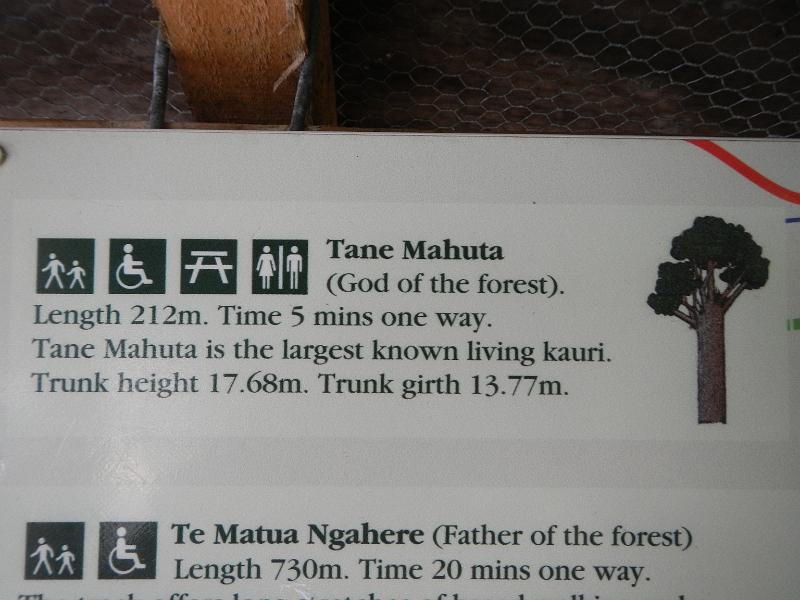 Tane Mahuta
(God of the forest).
Length 212m. Time 5 mins one way.
Tane Mahuta is the largest known living kauri.
Trunk height 17.68m. Trunk girth 13.77m.
Te Matua Ngahere (Father of the forest)
Length 730m. Time 20 mins one way.